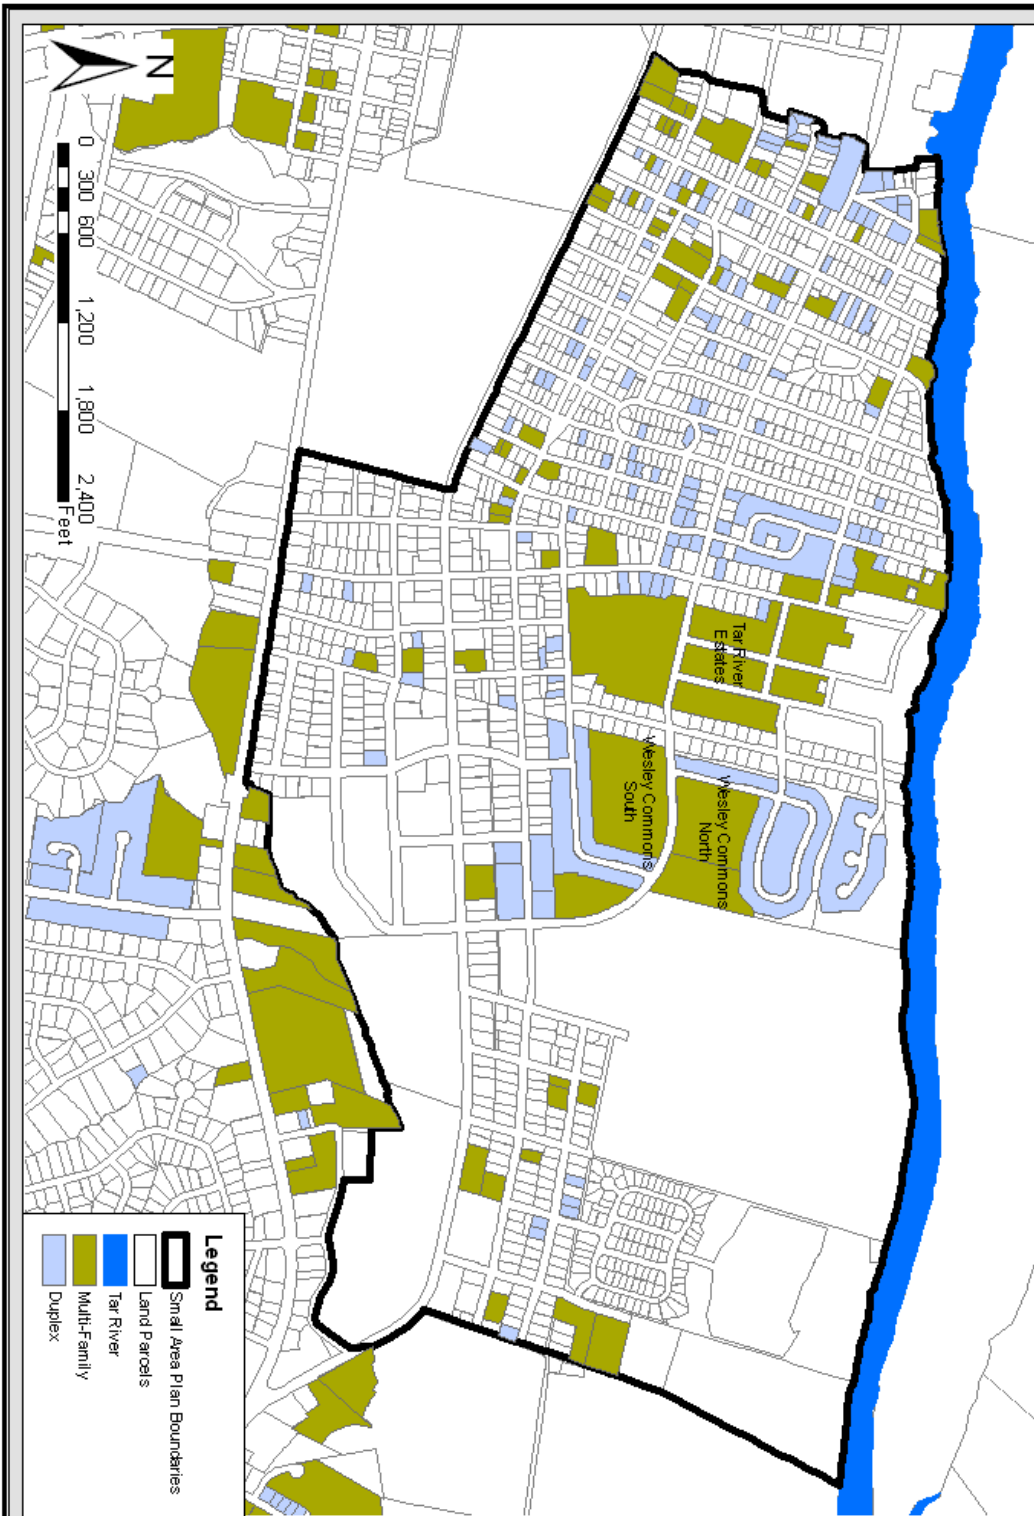 N
0 300 600 1,200 1,800 2,400
Feet
Tar River
Estates
Wesley Commons
South
Wesley Commons
North
Legend
Small Area Plan Boundaries
Land Parcels
Tar River
Multi-Family
Duplex